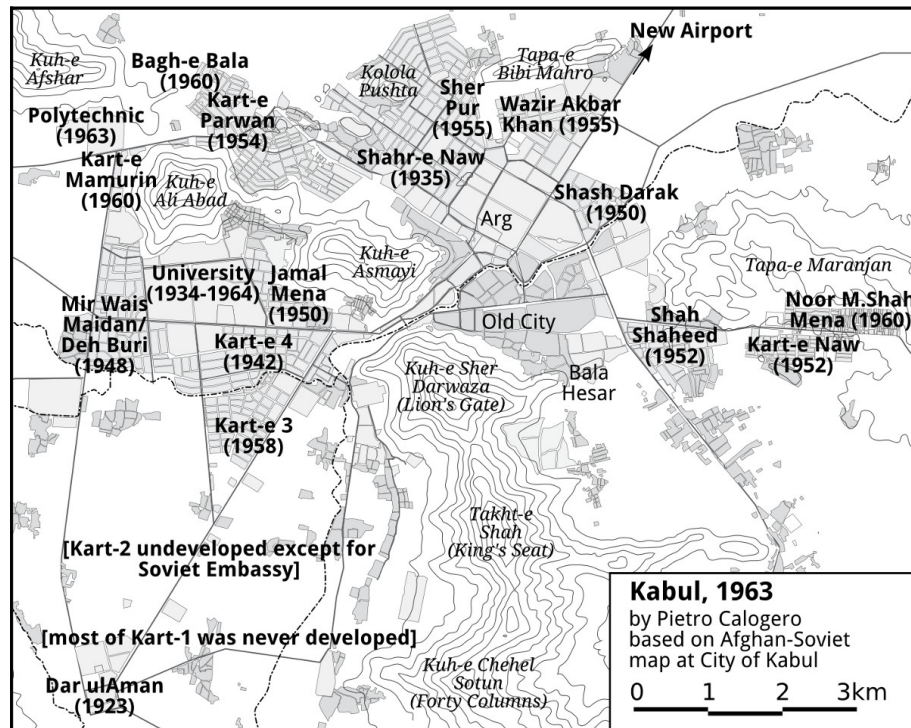 New Airport
Kuh-e
Afshar
Bagh-e Bala
(1960)
Kolola
Pushta
Tapa-e
Bibi Mahro
Polytechnic
(1963)
Kart-e
Parwan
(1954)
Sher
Pur
(1955)
Wazir Akbar
Khan (1955)
Kart-e
Mamurin
(1960)
Kuh-e
Ali Abad
Shahr-e Naw
(1935)
Shash Darak
(1950)
Arg
Kuh-e
Asmayi
Tapa-e Maranjan
University
(1934-1964)
Jamal
Mena
(1950)
Mir Wais
Maidan/
Deh Buri
(1948)
Kart-e 4
(1942)
Old City
Shah
Shaheed
(1952)
Noor M.Shah
Mena (1960)
Kart-e Naw
(1952)
Kuh-e Sher
Darwaza
(Lion's Gate)
Bala
Hesar
Kart-e 3
(1958)
Takht-e
Shah
(King's Seat)
[Kart-2 undeveloped except for
Soviet Embassy]
[most of Kart-1 was never developed]
Kuh-e Chehel
Sotun
(Forty Columns)
Dar ulAman
(1923)
Kabul, 1963
by Pietro Calogero
based on Afghan-Soviet
map at City of Kabul
0 1 2 3km